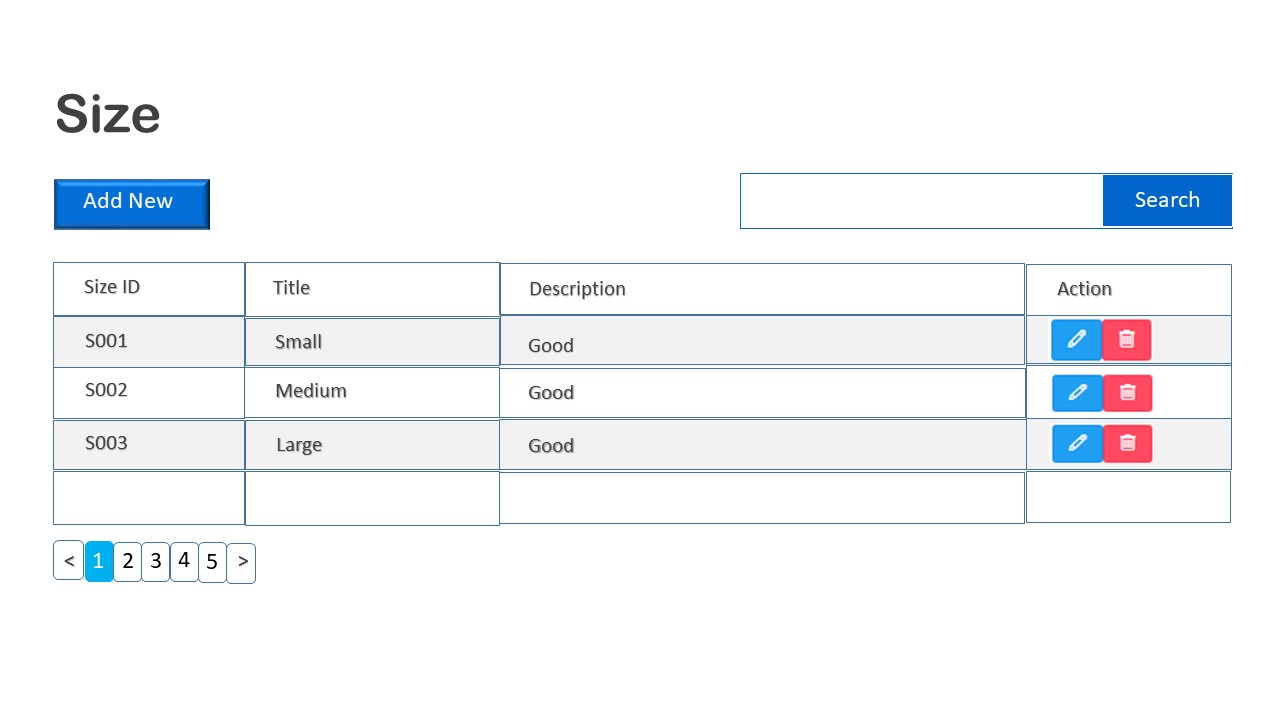 Size
Add New
Search
Size ID Title Description Action
S001 Small Good
S002 Medium Good
S003 Large Good
< 1 2 3 4 5 >